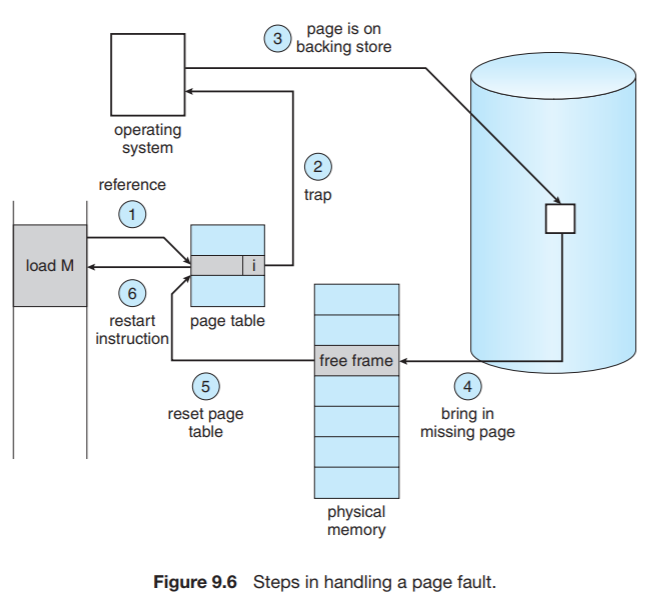 3
page is on
backing store
operating
system
2
trap
reference
1
load M
i
6
restart
instruction
page table
free frame
5
reset page
table
4
bring in
missing page
physical
memory
Figure 9.6 Steps in handling a page fault.